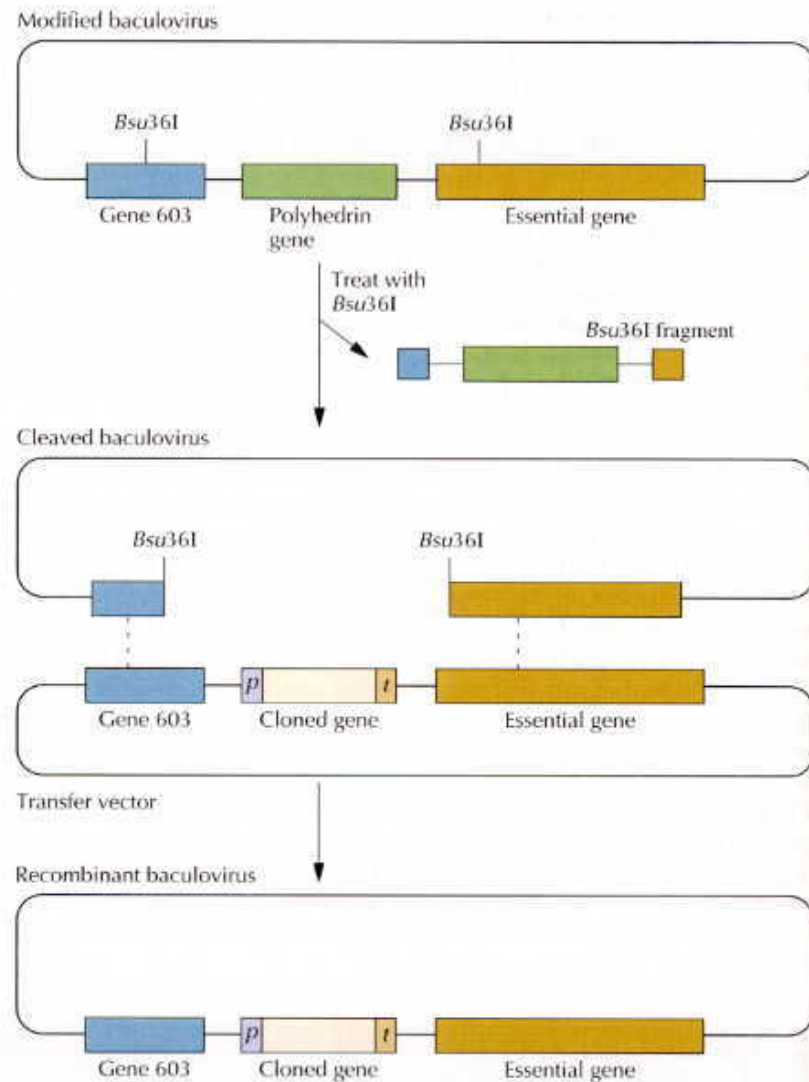 Modified baculovirus
Bsu36I
Bsu36I
Gene 603
Polyhedrin
gene
Essential gene
Treat with
Bsu36I
Bsu36I fragment
Cleaved baculovirus
Bsu36I
Bsu36I
p
t
Gene 603
Cloned gene
Essential gene
Transfer vector
Recombinant baculovirus
p
t
Gene 603
Cloned gene
Essential gene